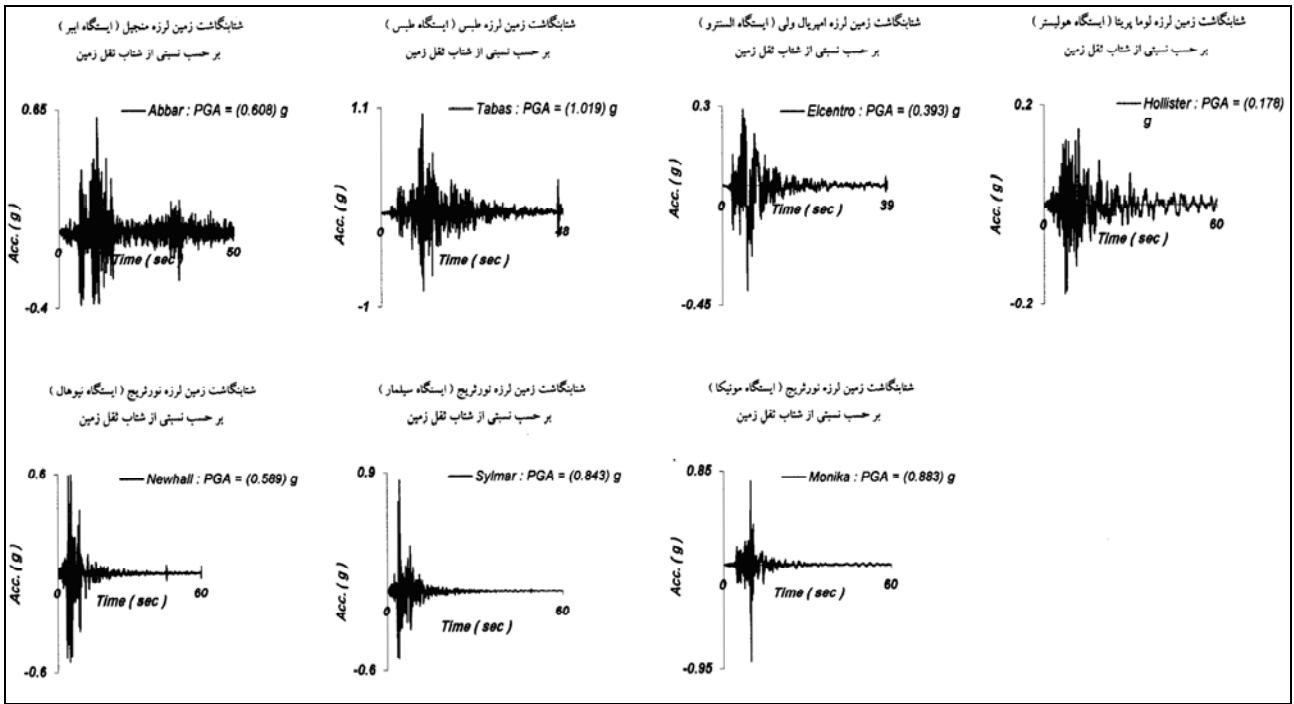 شتابنگاشت زمین لرزه منجیل ( ایستگاه اببر )
بر حسب نسبتی از شتاب ثقل زمین
0.65
Abbar : PGA = (0.608) g
Acc. ( g )
0
Time ( sec )
50
-0.4
شتابنگاشت زمین لرزه طبس ( ایستگاه طبس )
بر حسب نسبتی از شتاب ثقل زمین
1.1
Tabas : PGA = (1.019) g
Acc. ( g )
0
Time ( sec )
48
-1
شتابنگاشت زمین لرزه امپریال ولی ( ایستگاه السنترو )
بر حسب نسبتی از شتاب ثقل زمین
0.3
Elcentro : PGA = (0.393) g
Acc. ( g )
0
Time ( sec )
39
-0.45
شتابنگاشت زمین لرزه لوما پریتا ( ایستگاه هولیستر )
بر حسب نسبتی از شتاب ثقل زمین
0.2
Hollister : PGA = (0.178)
g
Acc. ( g )
0
Time ( sec )
60
-0.2
شتابنگاشت زمین لرزه نورثریج ( ایستگاه نیوهال )
بر حسب نسبتی از شتاب ثقل زمین
0.6
Newhall : PGA = (0.589) g
Acc. ( g )
0
Time ( sec )
60
-0.6
شتابنگاشت زمین لرزه نورثریج ( ایستگاه سیلمار )
بر حسب نسبتی از شتاب ثقل زمین
0.9
Sylmar : PGA = (0.843) g
Acc. ( g )
0
Time ( sec )
60
-0.6
شتابنگاشت زمین لرزه نورثریج ( ایستگاه مونیکا )
بر حسب نسبتی از شتاب ثقل زمین
0.85
Monika : PGA = (0.883) g
Acc. ( g )
0
Time ( sec )
60
-0.95